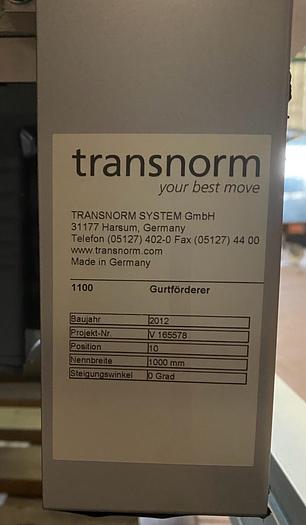 transnorm
your best move
TRANSNORM SYSTEM GmbH
31177 Harsum, Germany
Telefon (05127) 402-0 Fax (05127) 44 00
www.transnorm.com
Made in Germany
1100 Gurtförderer
Baujahr 2012
Projekt-Nr. V 165578
Position 10
Nennbreite 1000 mm
Steigungswinkel 0 Grad